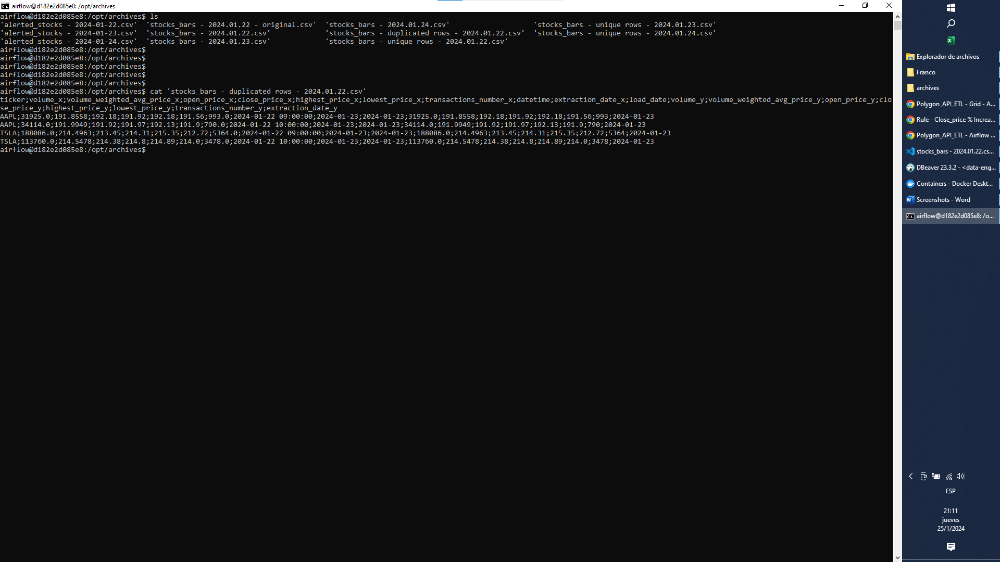 airflow@d182e2d085e8: /opt/archives
airflow@d182e2d085e8:/opt/archives$ ls
'alerted_stocks - 2024-01-22.csv'  'stocks_bars - 2024.01.22 - original.csv'  'stocks_bars - 2024.01.24.csv'  'stocks_bars - unique rows - 2024.01.23.csv'
'alerted_stocks - 2024-01-23.csv'  'stocks_bars - 2024.01.22.csv'  'stocks_bars - duplicated rows - 2024.01.22.csv'  'stocks_bars - unique rows - 2024.01.24.csv'
'alerted_stocks - 2024-01-24.csv'  'stocks_bars - 2024.01.23.csv'  'stocks_bars - unique rows - 2024.01.22.csv'
airflow@d182e2d085e8:/opt/archives$
airflow@d182e2d085e8:/opt/archives$
airflow@d182e2d085e8:/opt/archives$
airflow@d182e2d085e8:/opt/archives$
airflow@d182e2d085e8:/opt/archives$
airflow@d182e2d085e8:/opt/archives$ cat 'stocks_bars - duplicated rows - 2024.01.22.csv'
ticker;volume_x;volume_weighted_avg_price_x;open_price_x;close_price_x;highest_price_x;lowest_price_x;transactions_number_x;datetime;extraction_date_x;load_date;volume_y;volume_weighted_avg_price_y;open_price_y;clo
se_price_y;highest_price_y;lowest_price_y;transactions_number_y;extraction_date_y
AAPL;31925.0;191.8558;192.18;191.92;192.18;191.56;993.0;2024-01-22 09:00:00;2024-01-23;2024-01-23;31925.0;191.8558;192.18;191.92;192.18;191.56;993;2024-01-23
AAPL;34114.0;191.9949;191.92;191.97;192.13;191.9;790.0;2024-01-22 10:00:00;2024-01-23;2024-01-23;34114.0;191.9949;191.92;191.97;192.13;191.9;790;2024-01-23
TSLA;188086.0;214.4963;213.45;214.31;215.35;212.72;5364.0;2024-01-22 09:00:00;2024-01-23;2024-01-23;188086.0;214.4963;213.45;214.31;215.35;212.72;5364;2024-01-23
TSLA;113760.0;214.5478;214.38;214.8;214.89;214.0;3478.0;2024-01-22 10:00:00;2024-01-23;2024-01-23;113760.0;214.5478;214.38;214.8;214.89;214.0;3478;2024-01-23
airflow@d182e2d085e8:/opt/archives$
Explorador de archivos
Franco
archives
Polygon_API_ETL - Grid - A...
Rule - Close_price % Increa...
Polygon_API_ETL - Airflow ...
stocks_bars - 2024.01.22.cs...
DBeaver 23.3.2 - <data-eng...
Containers - Docker Deskt...
Screenshots - Word
airflow@d182e2d085e8: /o...
ESP
21:11
jueves
25/1/2024